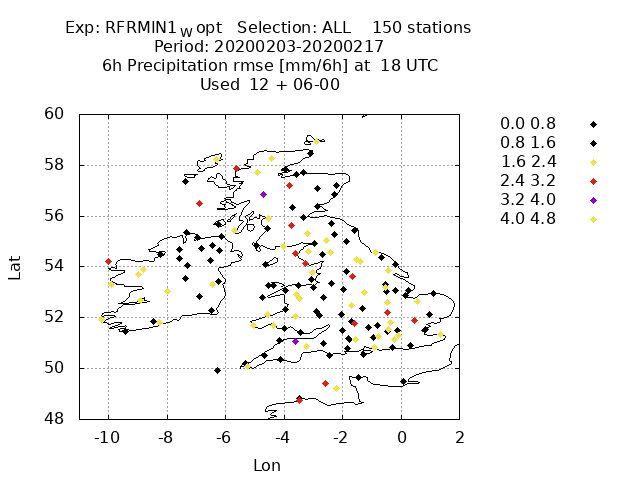 Exp: RFRMIN1Wopt Selection: ALL 150 stations
Period: 20200203-20200217
6h Precipitation rmse [mm/6h] at 18 UTC
Used 12 + 06-00
60
58
56
54
52
50
48
Lat
-10 -8 -6 -4 -2 0 2
Lon
0.0 0.8
0.8 1.6
1.6 2.4
2.4 3.2
3.2 4.0
4.0 4.8